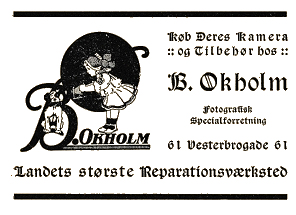 Køb Deres Kamera
:: og Tilbehør hos ::
B. Okholm
Fotografisk
Specialforretning
61 Vesterbrogade 61
B. OKHOLM
Landets største Reparationsværksted